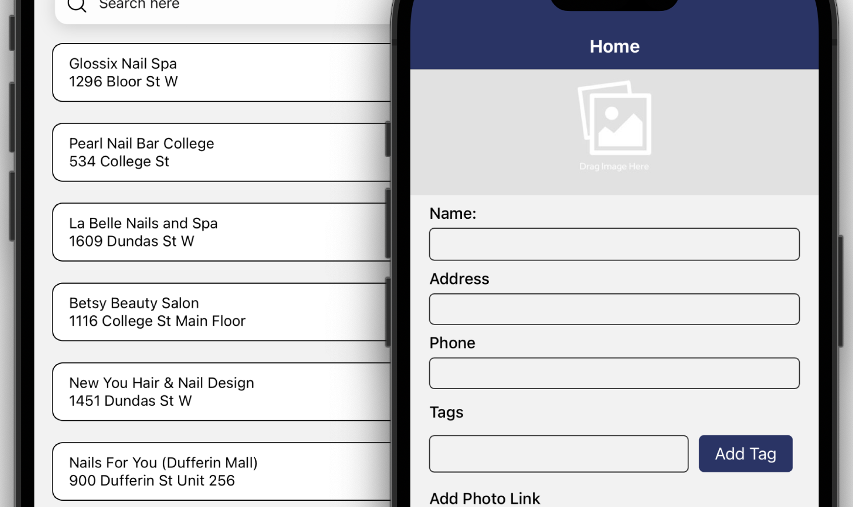 Search here
Glossix Nail Spa
1296 Bloor St W
Pearl Nail Bar College
534 College St
La Belle Nails and Spa
1609 Dundas St W
Betsy Beauty Salon
1116 College St Main Floor
New You Hair & Nail Design
1451 Dundas St W
Nails For You (Dufferin Mall)
900 Dufferin St Unit 256
Home
Drag Image Here
Name:
Address
Phone
Tags
Add Tag
Add Photo Link